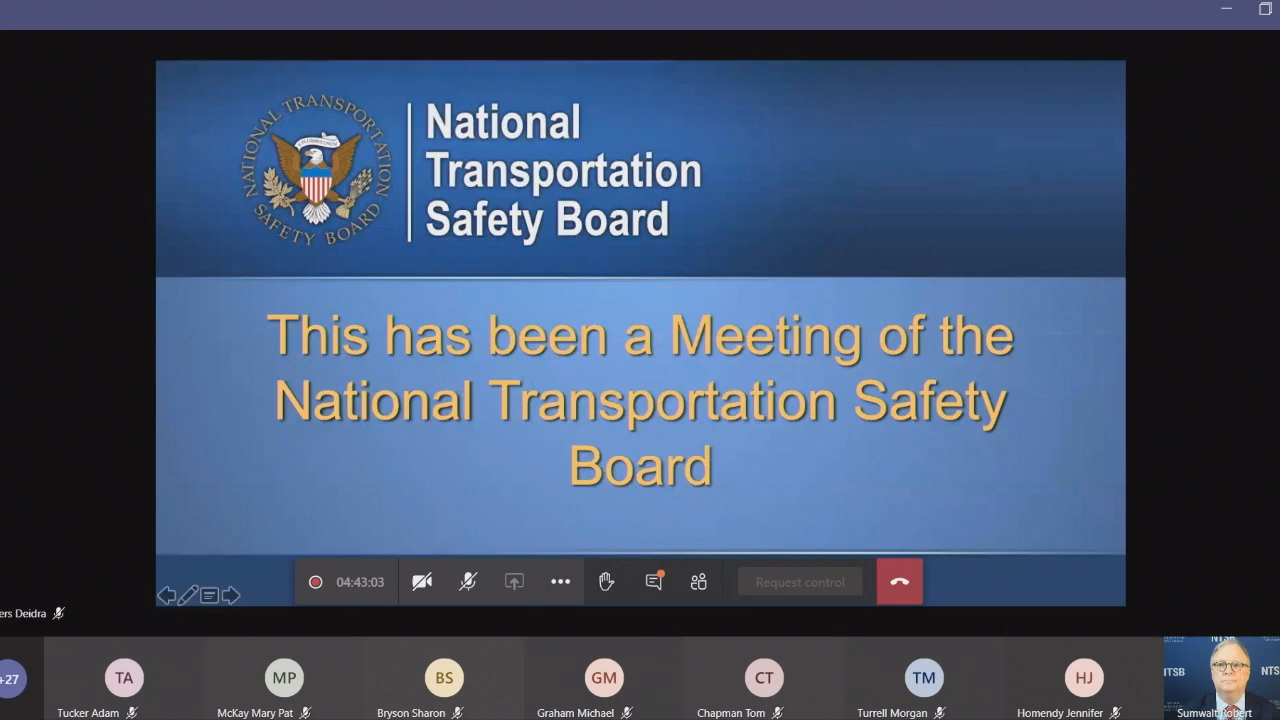 NATIONAL TRANSPORTATION SAFETY BOARD
National
Transportation
Safety Board
This has been a Meeting of the
National Transportation Safety
Board
04:43:03
Request control
ers Deidra
+27
TA
MP
BS
GM
CT
TM
HJ
NTSB
NTSB
NTS
Tucker Adam
McKay Mary Pat
Bryson Sharon
Graham Michael
Chapman Tom
Turrell Morgan
Homendy Jennifer
Sumwalt Robert